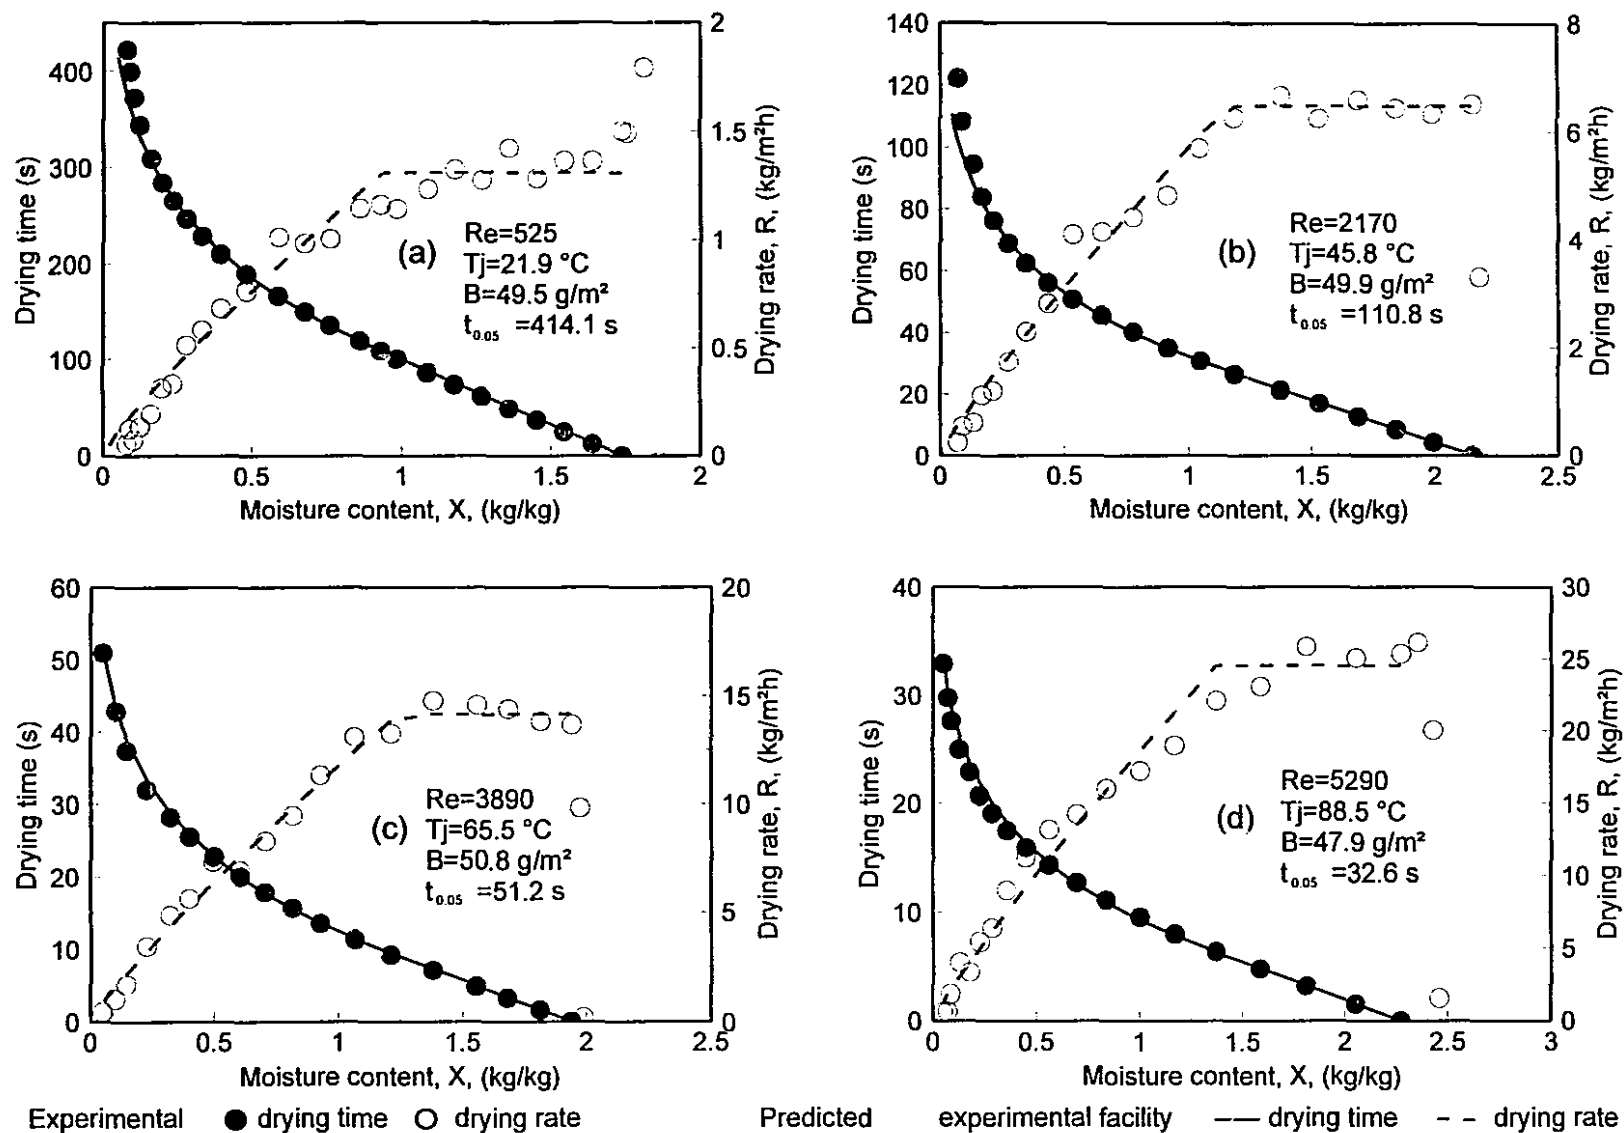 Drying time (s)
400
300
200
100
0
2
1.5
1
0.5
0
Drying rate, R, (kg/m²h)
(a)
Re=525
Tj=21.9 °C
B=49.5 g/m²
t0.05 =414.1 s
0 0.5 1 1.5 2
Moisture content, X, (kg/kg)
Drying time (s)
140
120
100
80
60
40
20
0
8
6
4
2
0
Drying rate, R, (kg/m²h)
(b)
Re=2170
Tj=45.8 °C
B=49.9 g/m²
t0.05 =110.8 s
0 0.5 1 1.5 2 2.5
Moisture content, X, (kg/kg)
Drying time (s)
60
50
40
30
20
10
0
20
15
10
5
0
Drying rate, R, (kg/m²h)
(c)
Re=3890
Tj=65.5 °C
B=50.8 g/m²
t0.05 =51.2 s
0 0.5 1 1.5 2 2.5
Moisture content, X, (kg/kg)
Drying time (s)
40
30
20
10
0
30
25
20
15
10
5
0
Drying rate, R, (kg/m²h)
(d)
Re=5290
Tj=88.5 °C
B=47.9 g/m²
t0.05 =32.6 s
0 0.5 1 1.5 2 2.5 3
Moisture content, X, (kg/kg)
Experimental drying time drying rate Predicted experimental facility drying time drying rate